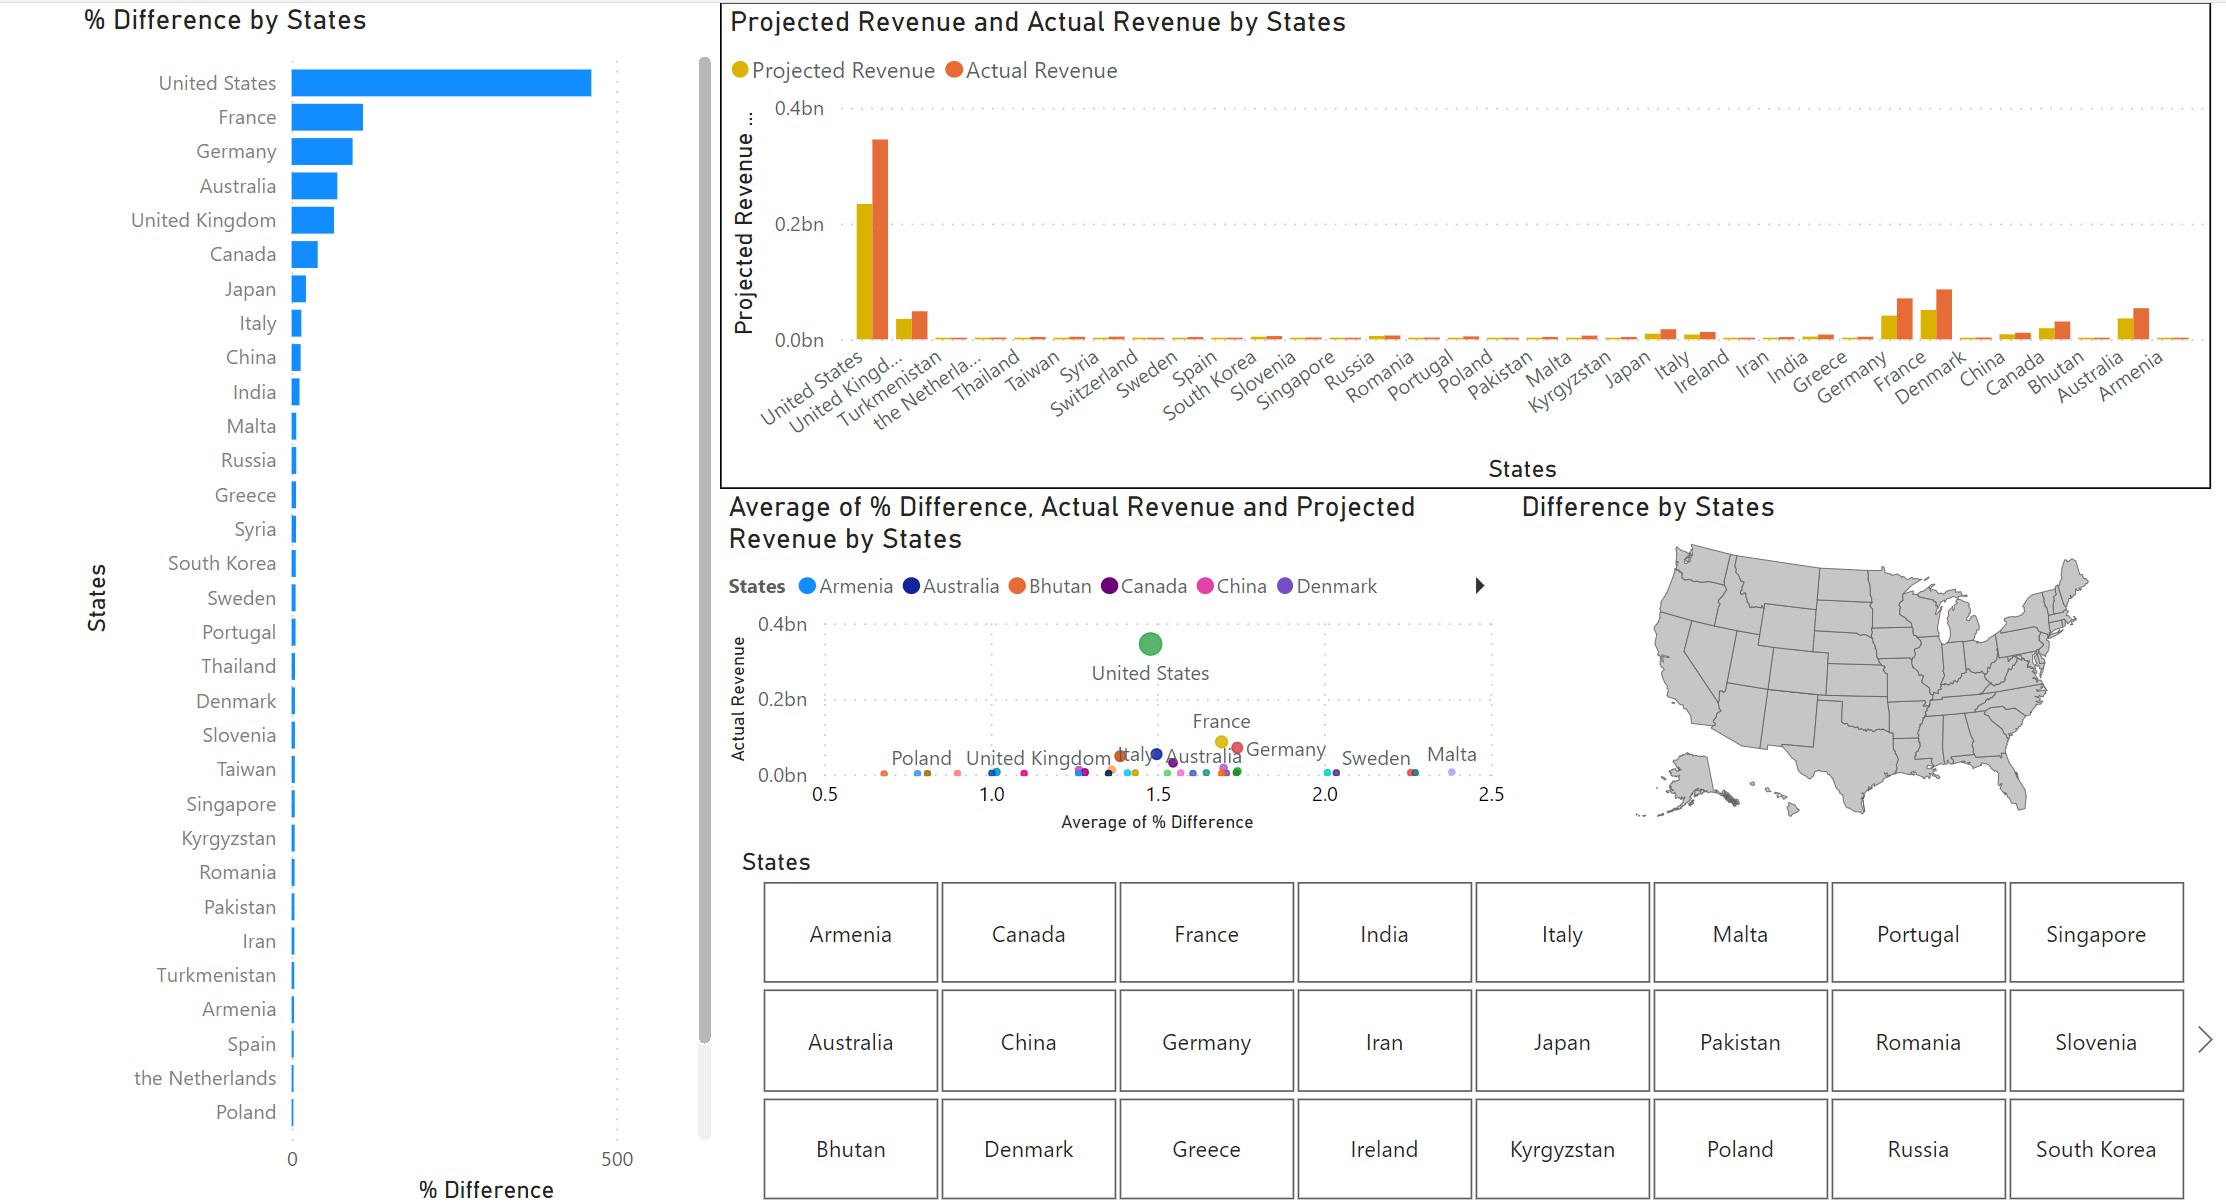 % Difference by States
United States
France
Germany
Australia
United Kingdom
Canada
Japan
Italy
China
India
Malta
Russia
Greece
Syria
South Korea
Sweden
Portugal
Thailand
Denmark
Slovenia
Taiwan
Singapore
Kyrgyzstan
Romania
Pakistan
Iran
Turkmenistan
Armenia
Spain
the Netherlands
Poland
States
0 500
% Difference
Projected Revenue and Actual Revenue by States
Projected Revenue Actual Revenue
0.4bn
0.2bn
0.0bn
Projected Revenue ...
United States
United Kingd...
Turkmenistan
the Netherla...
Thailand
Taiwan
Syria
Switzerland
Sweden
Spain
South Korea
Slovenia
Singapore
Russia
Romania
Portugal
Poland
Pakistan
Malta
Kyrgyzstan
Japan
Italy
Ireland
Iran
India
Greece
Germany
France
Denmark
China
Canada
Bhutan
Australia
Armenia
States
Average of % Difference, Actual Revenue and Projected
Revenue by States
States Armenia Australia Bhutan Canada China Denmark
0.4bn
0.2bn
0.0bn
Actual Revenue
United States
France
Poland United Kingdom Italy Australia Germany Sweden Malta
0.5 1.0 1.5 2.0 2.5
Average of % Difference
Difference by States
States
Armenia Canada France India Italy Malta Portugal Singapore
Australia China Germany Iran Japan Pakistan Romania Slovenia
Bhutan Denmark Greece Ireland Kyrgyzstan Poland Russia South Korea